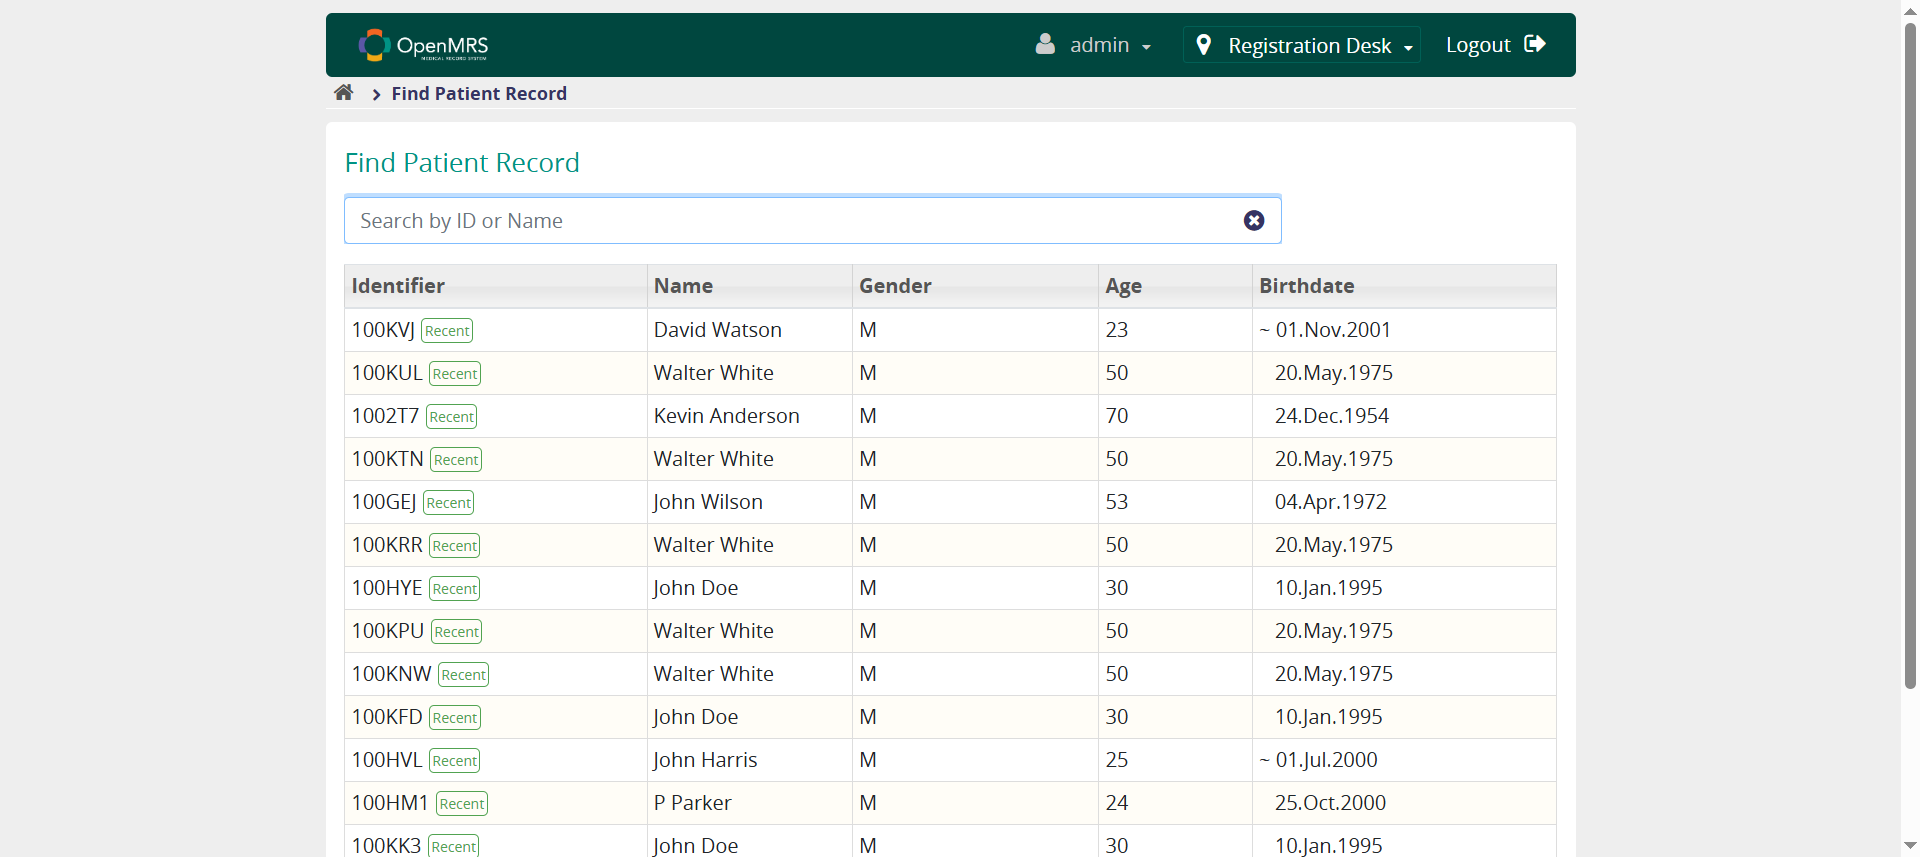 OpenMRS
MEDICAL RECORD SYSTEM
admin
Registration Desk
Logout
Find Patient Record
Find Patient Record
Search by ID or Name
Identifier Name Gender Age Birthdate
100KVJ Recent David Watson M 23 ~ 01.Nov.2001
100KUL Recent Walter White M 50 20.May.1975
1002T7 Recent Kevin Anderson M 70 24.Dec.1954
100KTN Recent Walter White M 50 20.May.1975
100GEJ Recent John Wilson M 53 04.Apr.1972
100KRR Recent Walter White M 50 20.May.1975
100HYE Recent John Doe M 30 10.Jan.1995
100KPU Recent Walter White M 50 20.May.1975
100KNW Recent Walter White M 50 20.May.1975
100KFD Recent John Doe M 30 10.Jan.1995
100HVL Recent John Harris M 25 ~ 01.Jul.2000
100HM1 Recent P Parker M 24 25.Oct.2000
100KK3 Recent John Doe M 30 10.Jan.1995